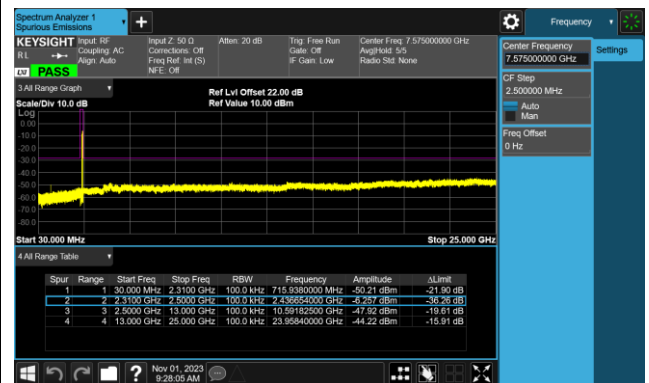 Spectrum Analyzer 1
Spurious Emissions
Frequency
KEYSIGHT
Input: RF
Input Z: 50 Ω
Atten: 20 dB
Trig: Free Run
Center Freq: 7.575000000 GHz
RL
Coupling: AC
Corrections: Off
Gate: Off
Avg|Hold: 5/5
Align: Auto
Freq Ref: Int (S)
IF Gain: Low
Radio Std: None
NFE: Off
LW
PASS
Center Frequency
7.575000000 GHz
Settings
CF Step
2.500000 MHz
Auto
Man
Freq Offset
0 Hz
3 All Range Graph
Ref Lvl Offset 22.00 dB
Scale/Div 10.0 dB
Ref Value 10.00 dBm
Log
0.00
-10.0
-20.0
-30.0
-40.0
-50.0
-60.0
-70.0
-80.0
Start 30.000 MHz
Stop 25.000 GHz
4 All Range Table
Spur Range Start Freq Stop Freq RBW Frequency Amplitude ΔLimit
1 1 30.000 MHz 2.3100 GHz 100.0 kHz 715.9380000 MHz -50.21 dBm -21.90 dB
2 2 2.3100 GHz 2.5000 GHz 100.0 kHz 2.436654000 GHz -6.257 dBm -36.26 dB
3 3 2.5000 GHz 13.000 GHz 100.0 kHz 10.59182500 GHz -47.92 dBm -19.61 dB
4 4 13.000 GHz 25.000 GHz 100.0 kHz 23.95840000 GHz -44.22 dBm -15.91 dB
?
Nov 01, 2023
9:28:05 AM